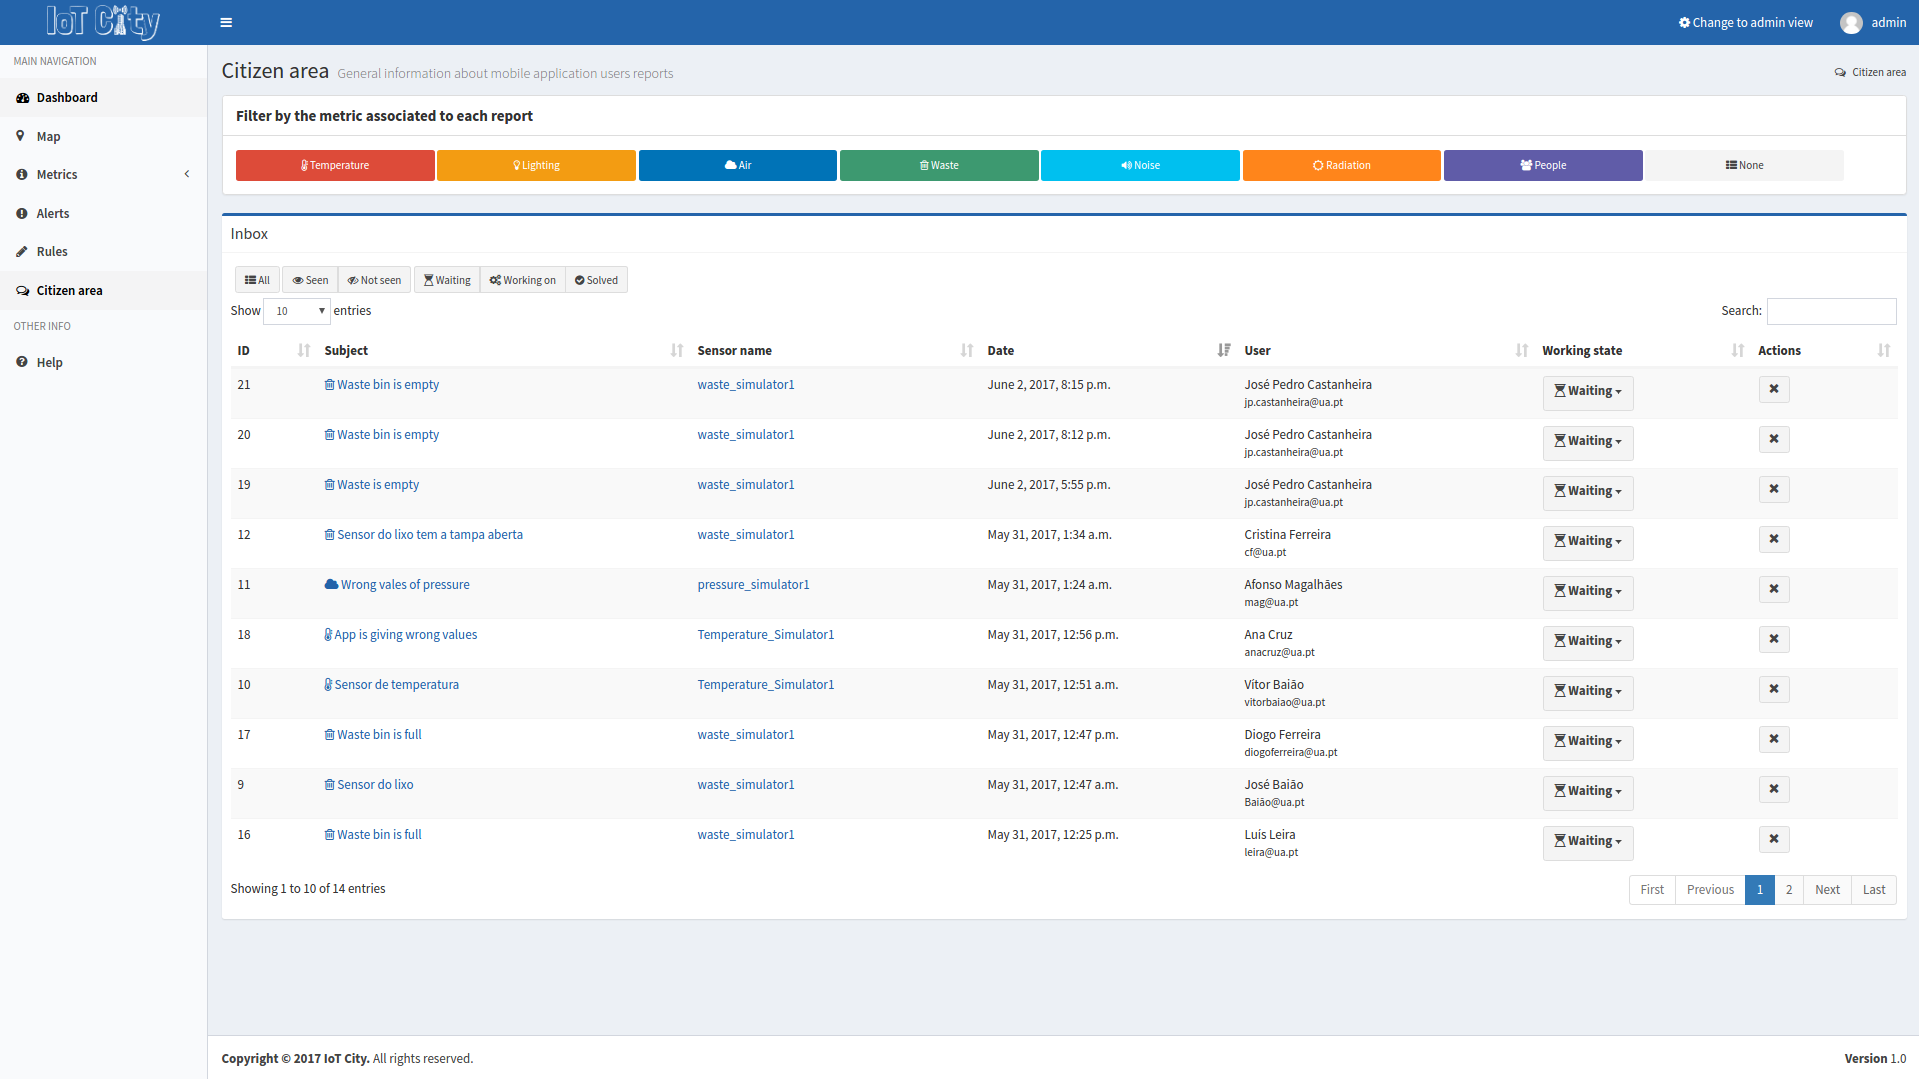 IoT City
Change to admin view
admin
MAIN NAVIGATION
Dashboard
Map
Metrics
Alerts
Rules
Citizen area
OTHER INFO
Help
Citizen area General information about mobile application users reports
Citizen area
Filter by the metric associated to each report
Temperature Lighting Air Waste Noise Radiation People None
Inbox
All Seen Not seen Waiting Working on Solved
Show 10 entries
Search:
ID Subject Sensor name Date User Working state Actions
21 Waste bin is empty waste_simulator1 June 2, 2017, 8:15 p.m. José Pedro Castanheira Waiting
jp.castanheira@ua.pt
20 Waste bin is empty waste_simulator1 June 2, 2017, 8:12 p.m. José Pedro Castanheira Waiting
jp.castanheira@ua.pt
19 Waste is empty waste_simulator1 June 2, 2017, 5:55 p.m. José Pedro Castanheira Waiting
jp.castanheira@ua.pt
12 Sensor do lixo tem a tampa aberta waste_simulator1 May 31, 2017, 1:34 a.m. Cristina Ferreira Waiting
cf@ua.pt
11 Wrong vales of pressure pressure_simulator1 May 31, 2017, 1:24 a.m. Afonso Magalhães Waiting
mag@ua.pt
18 App is giving wrong values Temperature_Simulator1 May 31, 2017, 12:56 p.m. Ana Cruz Waiting
anacruz@ua.pt
10 Sensor de temperatura Temperature_Simulator1 May 31, 2017, 12:51 a.m. Vítor Baião Waiting
vitorbaiao@ua.pt
17 Waste bin is full waste_simulator1 May 31, 2017, 12:47 p.m. Diogo Ferreira Waiting
diogoferreira@ua.pt
9 Sensor do lixo waste_simulator1 May 31, 2017, 12:47 a.m. José Baião Waiting
Baião@ua.pt
16 Waste bin is full waste_simulator1 May 31, 2017, 12:25 p.m. Luís Leira Waiting
leira@ua.pt
Showing 1 to 10 of 14 entries
First Previous 1 2 Next Last
Copyright © 2017 IoT City. All rights reserved.
Version 1.0